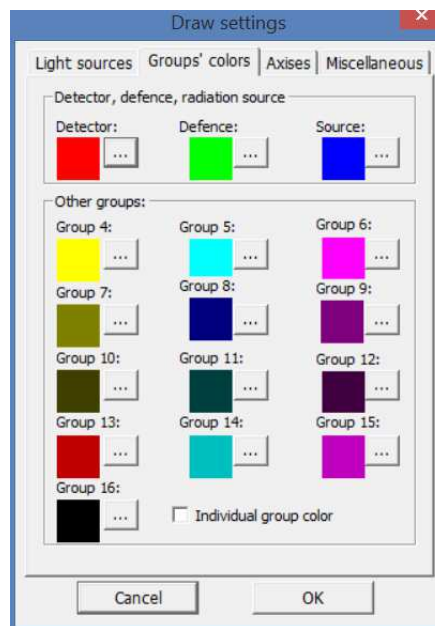 Draw settings
Light sources Groups' colors Axises Miscellaneous
Detector, defence, radiation source
Detector: Defence: Source:
... ... ...
Other groups:
Group 4: Group 5: Group 6:
... ... ...
Group 7: Group 8: Group 9:
... ... ...
Group 10: Group 11: Group 12:
... ... ...
Group 13: Group 14: Group 15:
... ... ...
Group 16:
... Individual group color
Cancel OK